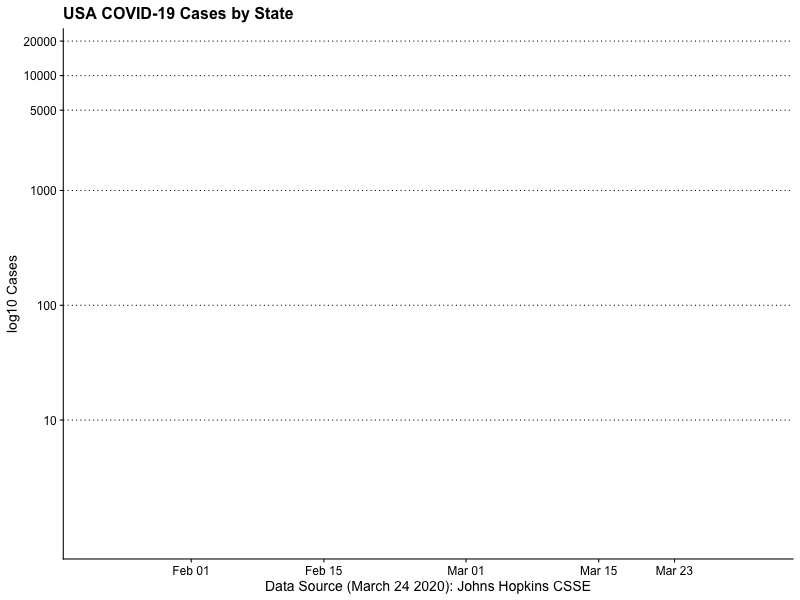 USA COVID-19 Cases by State
20000
10000
5000
1000
100
10
log10 Cases
Feb 01 Feb 15 Mar 01 Mar 15 Mar 23
Data Source (March 24 2020): Johns Hopkins CSSE